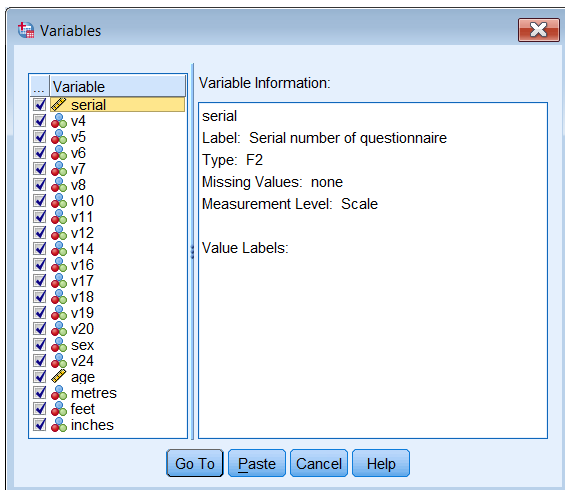 Variables
... Variable
serial
v4
v5
v6
v7
v8
v10
v11
v12
v14
v16
v17
v18
v19
v20
sex
v24
age
metres
feet
inches
Variable Information:
serial
Label: Serial number of questionnaire
Type: F2
Missing Values: none
Measurement Level: Scale
Value Labels:
Go To Paste Cancel Help